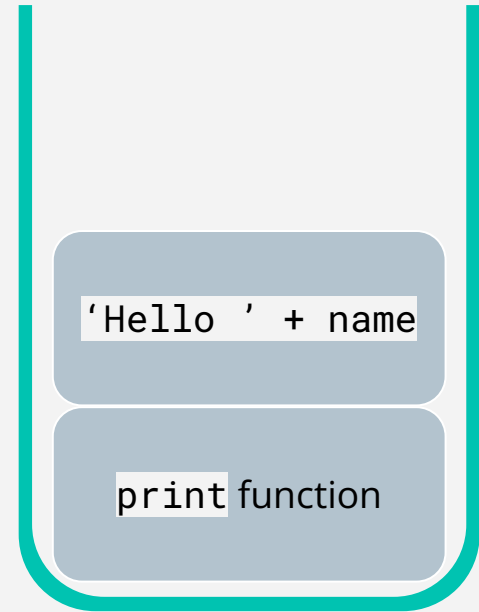 ‘Hello ’ + name
print function